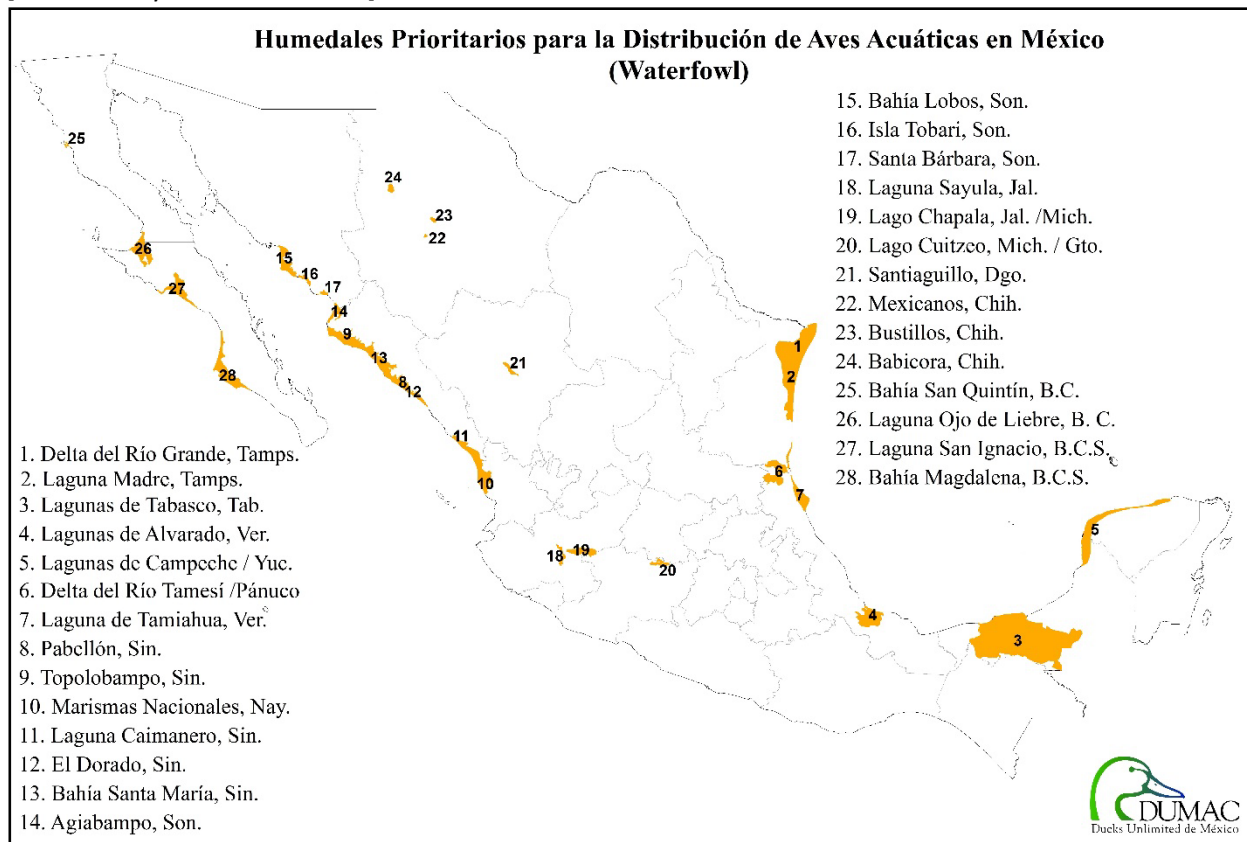 Humedales Prioritarios para la Distribución de Aves Acuáticas en México
(Waterfowl)
15. Bahía Lobos, Son.
16. Isla Tobari, Son.
17. Santa Bárbara, Son.
18. Laguna Sayula, Jal.
19. Lago Chapala, Jal. /Mich.
20. Lago Cuitzeo, Mich. / Gto.
21. Santiaguillo, Dgo.
22. Mexicanos, Chih.
23. Bustillos, Chih.
24. Babicora, Chih.
25. Bahía San Quintín, B.C.
26. Laguna Ojo de Liebre, B. C.
27. Laguna San Ignacio, B.C.S.
28. Bahía Magdalena, B.C.S.
1. Delta del Río Grande, Tamps.
2. Laguna Madre, Tamps.
3. Lagunas de Tabasco, Tab.
4. Lagunas de Alvarado, Ver.
5. Lagunas de Campeche / Yuc.
6. Delta del Río Tamesí /Pánuco
7. Laguna de Tamiahua, Ver.
8. Pabellón, Sin.
9. Topolobampo, Sin.
10. Marismas Nacionales, Nay.
11. Laguna Caimanero, Sin.
12. El Dorado, Sin.
13. Bahía Santa María, Sin.
14. Agiabampo, Son.
25
24
23
22
26
15
16
27
17
14
9
13
28
8
12
21
1
2
11
10
6
7
18
19
20
5
4
3
DUMAC
Ducks Unlimited de México